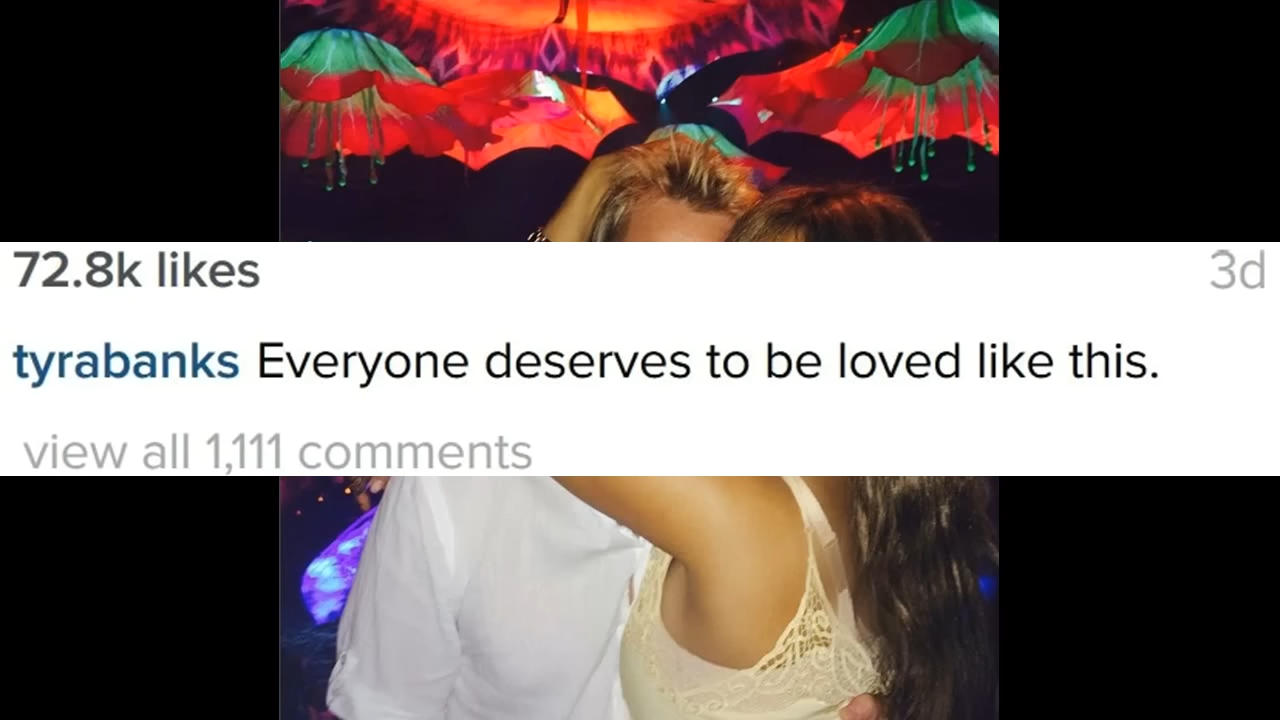 72.8k likes 3d
tyrabanks Everyone deserves to be loved like this.
view all 1,111 comments